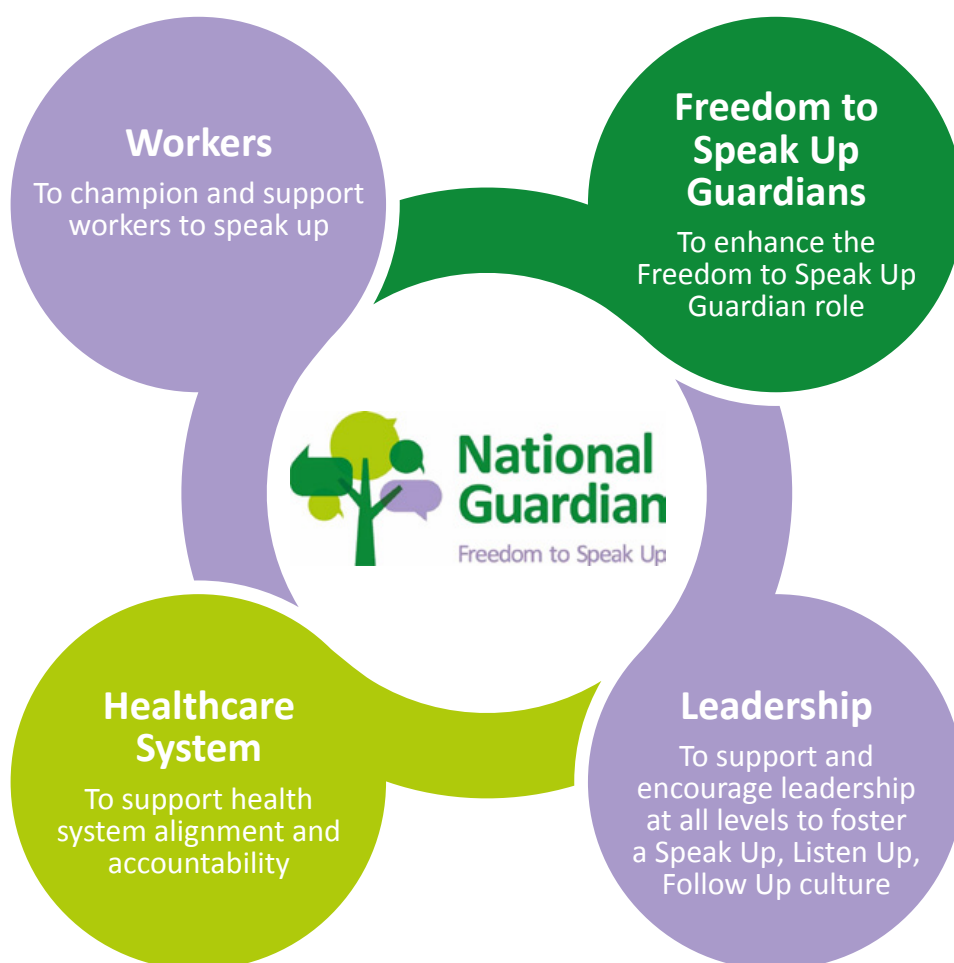 Workers
To champion and support
workers to speak up
Freedom to
Speak Up
Guardians
To enhance the
Freedom to Speak Up
Guardian role
National
Guardian
Freedom to Speak Up
Healthcare
System
To support health
system alignment and
accountability
Leadership
To support and
encourage leadership
at all levels to foster
a Speak Up, Listen Up,
Follow Up culture